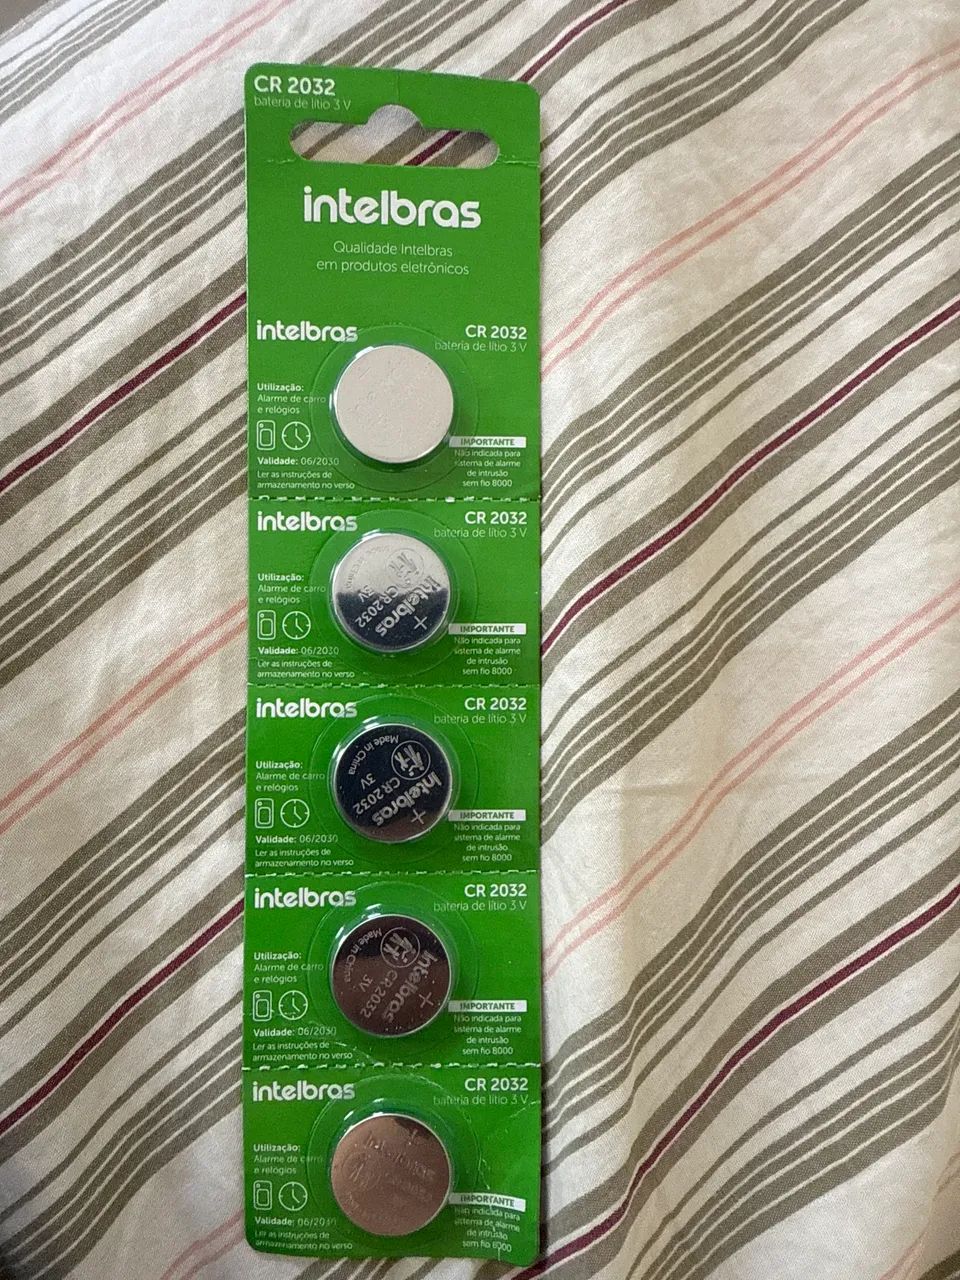 CR 2032
bateria de lítio 3 V
intelbras
Qualidade Intelbras
em produtos eletrônicos
intelbras
CR 2032
bateria de lítio 3 V
Utilização:
Alarme de carro
e relógios
Validade: 06/2030
Ler as instruções de
armazenamento no verso
IMPORTANTE
Não indicada para
sistema de alarme
de intrusão
sem fio 8000
intelbras
CR 2032
bateria de lítio 3 V
Utilização:
Alarme de carro
e relógios
Validade: 06/2030
Ler as instruções de
armazenamento no verso
+
intelbras
CR 2032
3V
IMPORTANTE
Não indicada para
sistema de alarme
de intrusão
sem fio 8000
intelbras
CR 2032
bateria de lítio 3 V
Utilização:
Alarme de carro
e relógios
Validade: 06/2030
Ler as instruções de
armazenamento no verso
+
intelbras
CR 2032
3V
Made in China
IMPORTANTE
Não indicada para
sistema de alarme
de intrusão
sem fio 8000
intelbras
CR 2032
bateria de lítio 3 V
Utilização:
Alarme de carro
e relógios
Validade: 06/2030
Ler as instruções de
armazenamento no verso
+
intelbras
CR 2032
3V
Made in China
IMPORTANTE
Não indicada para
sistema de alarme
de intrusão
sem fio 8000
intelbras
CR 2032
bateria de lítio 3 V
Utilização:
Alarme de carro
e relógios
Validade:
Ler as instruções de
armazenamento no verso
+
intelbras
IMPORTANTE
Não indicada para
sistema de alarme
de intrusão
sem fio 8000